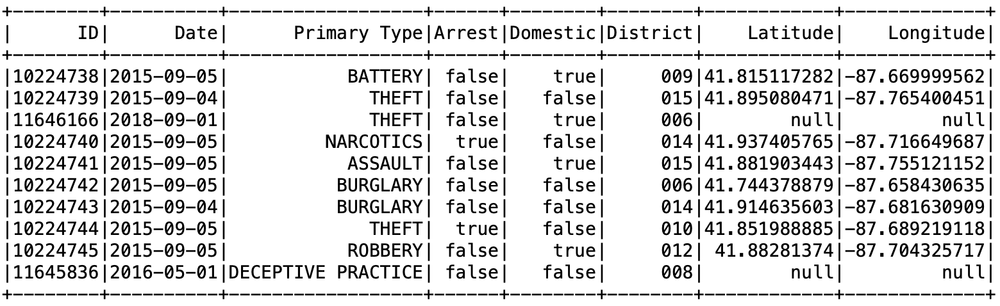 +--------+----------+-------------------+------+--------+--------+------------+-------------+
|      ID|      Date|       Primary Type|Arrest|Domestic|District|    Latitude|    Longitude|
+--------+----------+-------------------+------+--------+--------+------------+-------------+
|10224738|2015-09-05|            BATTERY| false|    true|     009|41.815117282|-87.669999562|
|10224739|2015-09-04|              THEFT| false|   false|     015|41.895080471|-87.765400451|
|11646166|2018-09-01|              THEFT| false|    true|     006|        null|         null|
|10224740|2015-09-05|          NARCOTICS|  true|   false|     014|41.937405765|-87.716649687|
|10224741|2015-09-05|            ASSAULT| false|    true|     015|41.881903443|-87.755121152|
|10224742|2015-09-05|           BURGLARY| false|   false|     006|41.744378879|-87.658430635|
|10224743|2015-09-04|           BURGLARY| false|   false|     014|41.914635603|-87.681630909|
|10224744|2015-09-05|              THEFT|  true|   false|     010|41.851988885|-87.689219118|
|10224745|2015-09-05|            ROBBERY| false|    true|     012| 41.88281374|-87.704325717|
|11645836|2016-05-01|DECEPTIVE PRACTICE| false|   false|     008|        null|         null|
+--------+----------+-------------------+------+--------+--------+------------+-------------+